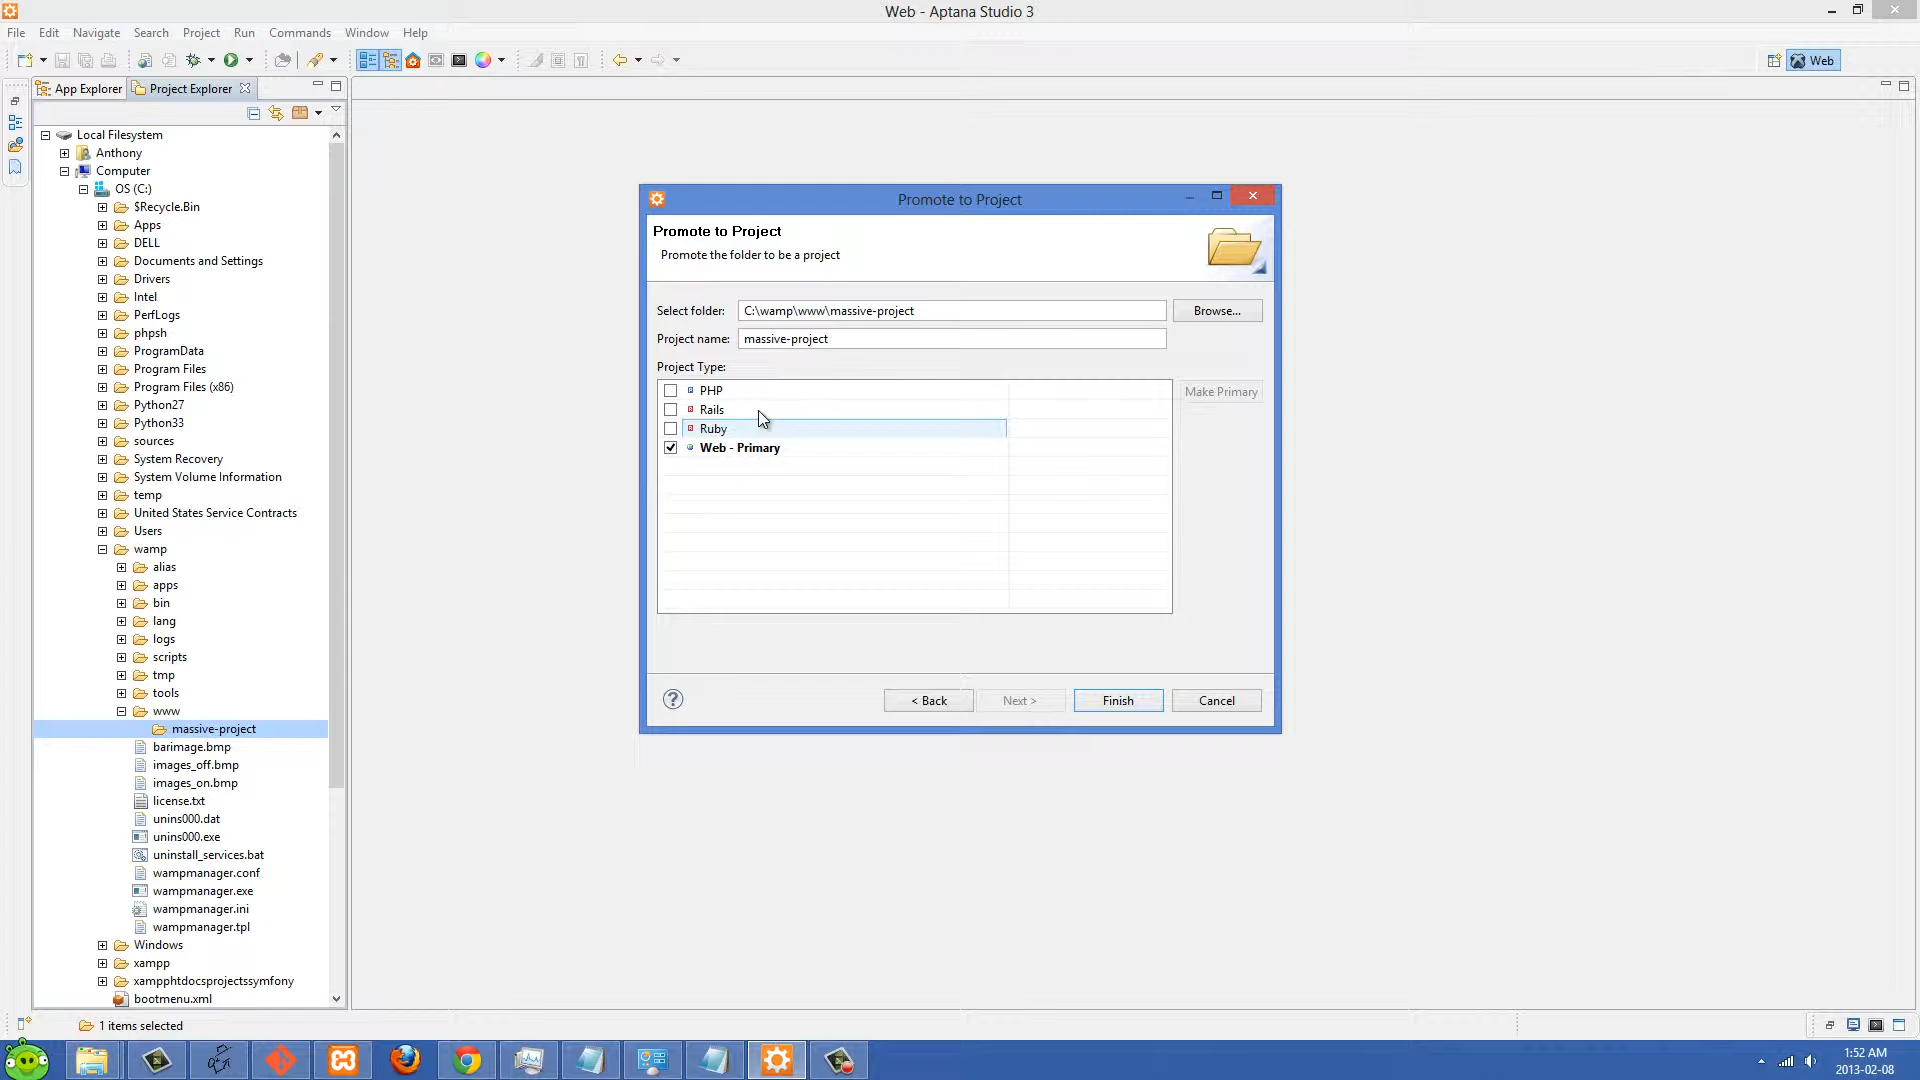 Web - Aptana Studio 3
File Edit Navigate Search Project Run Commands Window Help
Web
App Explorer Project Explorer
Local Filesystem
Anthony
Computer
OS (C:)
$Recycle.Bin
Apps
DELL
Documents and Settings
Drivers
Intel
PerfLogs
phpsh
ProgramData
Program Files
Program Files (x86)
Python27
Python33
sources
System Recovery
System Volume Information
temp
United States Service Contracts
Users
wamp
alias
apps
bin
lang
logs
scripts
tmp
tools
www
massive-project
barimage.bmp
images_off.bmp
images_on.bmp
license.txt
unins000.dat
unins000.exe
uninstall_services.bat
wampmanager.conf
wampmanager.exe
wampmanager.ini
wampmanager.tpl
Windows
xampp
xampphtdocsprojectssymfony
bootmenu.xml
Promote to Project
Promote to Project
Promote the folder to be a project
Select folder: C:\wamp\www\massive-project Browse...
Project name: massive-project
Project Type:
PHP
Make Primary
Rails
Ruby
Web - Primary
< Back Next > Finish Cancel
1 items selected
1:52 AM
2013-02-08